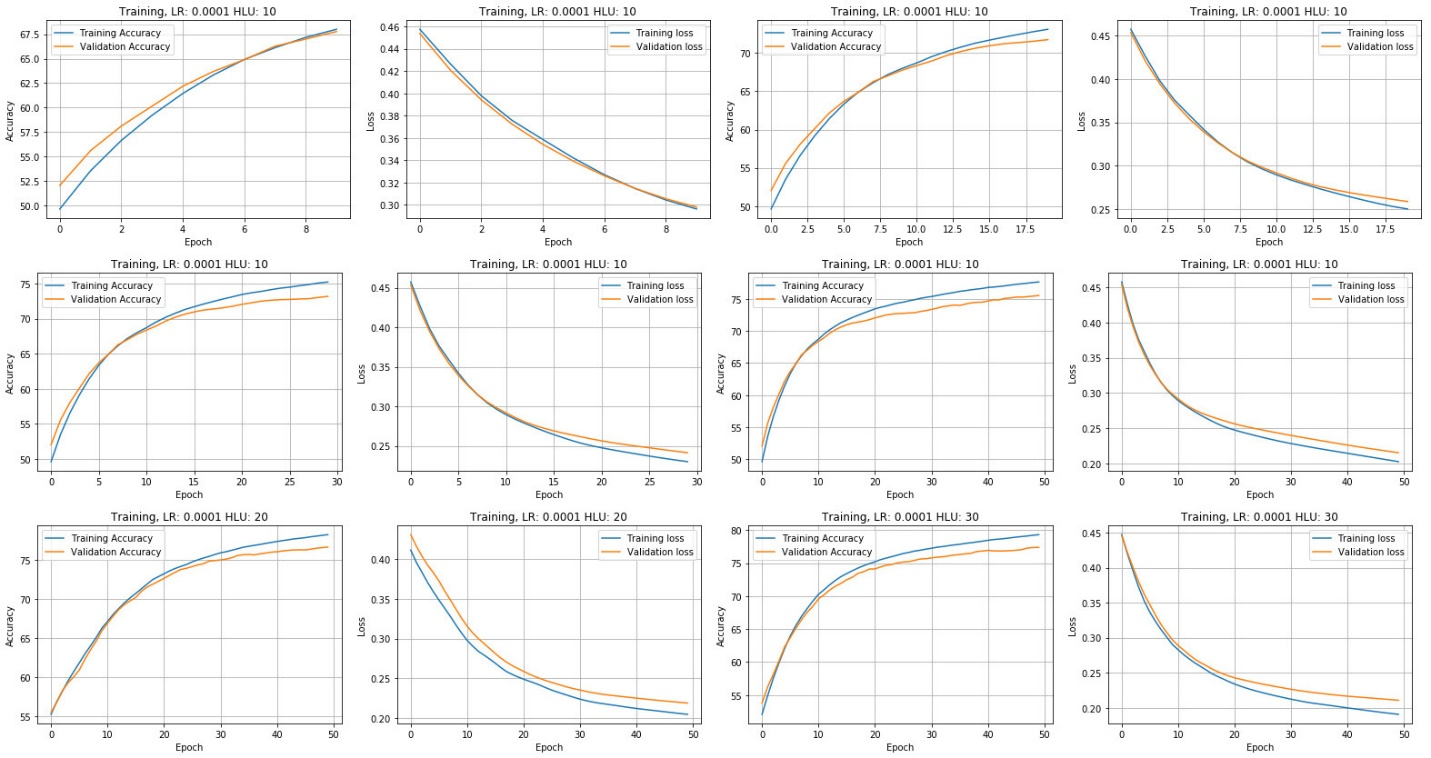 Training, LR: 0.0001 HLU: 10
Training Accuracy
Validation Accuracy
Accuracy
67.5
65.0
62.5
60.0
57.5
55.0
52.5
50.0
0 2 4 6 8
Epoch
Training, LR: 0.0001 HLU: 10
Training loss
Validation loss
Loss
0.46
0.44
0.42
0.40
0.38
0.36
0.34
0.32
0.30
0 2 4 6 8
Epoch
Training, LR: 0.0001 HLU: 10
Training Accuracy
Validation Accuracy
Accuracy
70
65
60
55
50
0.0 2.5 5.0 7.5 10.0 12.5 15.0 17.5
Epoch
Training, LR: 0.0001 HLU: 10
Training loss
Validation loss
Loss
0.45
0.40
0.35
0.30
0.25
0.0 2.5 5.0 7.5 10.0 12.5 15.0 17.5
Epoch
Training, LR: 0.0001 HLU: 10
Training Accuracy
Validation Accuracy
Accuracy
75
70
65
60
55
50
0 5 10 15 20 25 30
Epoch
Training, LR: 0.0001 HLU: 10
Training loss
Validation loss
Loss
0.45
0.40
0.35
0.30
0.25
0 5 10 15 20 25 30
Epoch
Training, LR: 0.0001 HLU: 10
Training Accuracy
Validation Accuracy
Accuracy
75
70
65
60
55
50
0 10 20 30 40 50
Epoch
Training, LR: 0.0001 HLU: 10
Training loss
Validation loss
Loss
0.45
0.40
0.35
0.30
0.25
0.20
0 10 20 30 40 50
Epoch
Training, LR: 0.0001 HLU: 20
Training Accuracy
Validation Accuracy
Accuracy
75
70
65
60
55
0 10 20 30 40 50
Epoch
Training, LR: 0.0001 HLU: 20
Training loss
Validation loss
Loss
0.40
0.35
0.30
0.25
0.20
0 10 20 30 40 50
Epoch
Training, LR: 0.0001 HLU: 30
Training Accuracy
Validation Accuracy
Accuracy
80
75
70
65
60
55
0 10 20 30 40 50
Epoch
Training, LR: 0.0001 HLU: 30
Training loss
Validation loss
Loss
0.45
0.40
0.35
0.30
0.25
0.20
0 10 20 30 40 50
Epoch